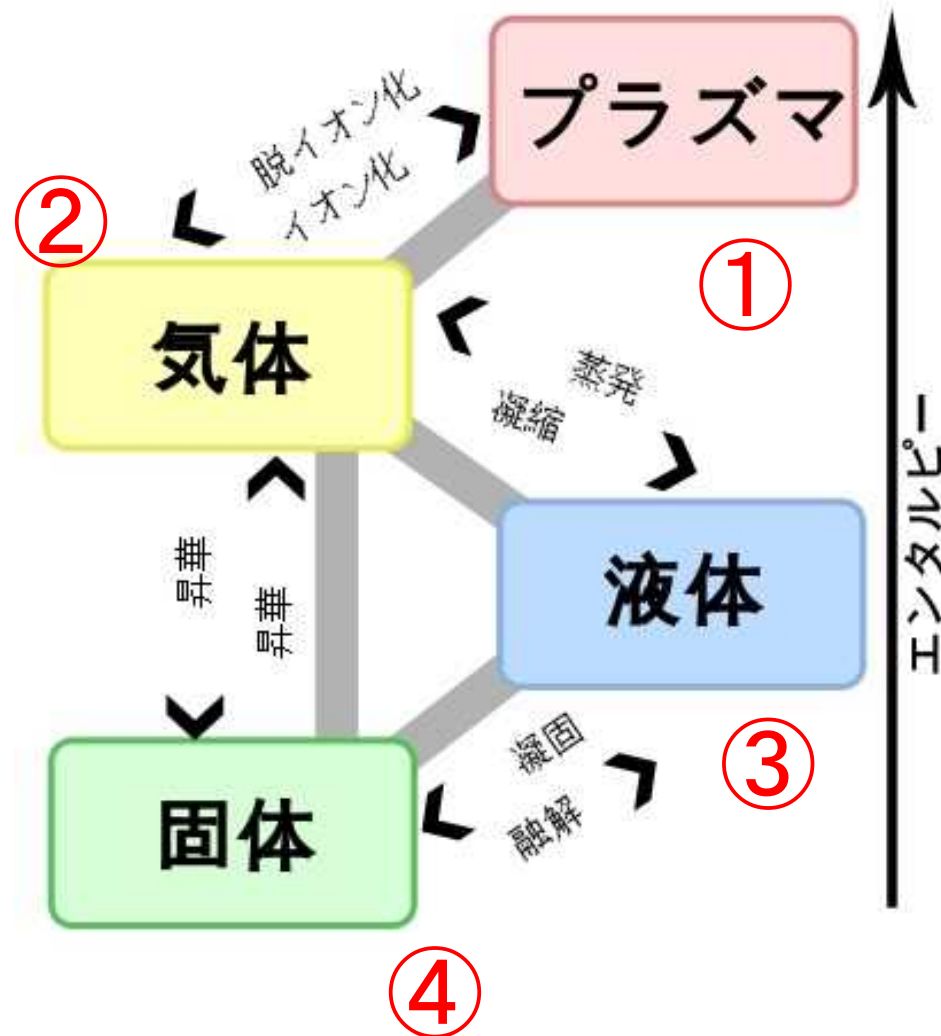 プラズマ
脱イオン化
イオン化
②
①
気体
蒸発
凝縮
エンタルピー
昇華
昇華
液体
凝固
融解
③
固体
④